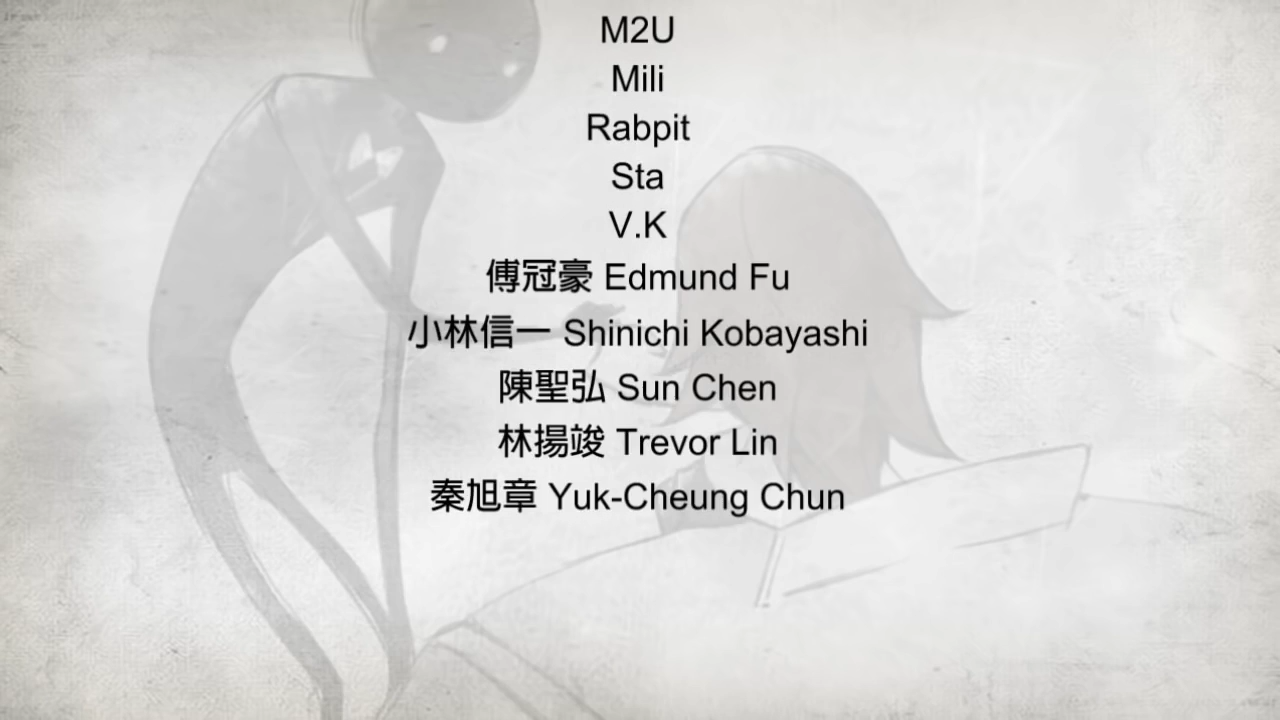 M2U
Mili
Rabpit
Sta
V.K
傅冠豪 Edmund Fu
小林信一 Shinichi Kobayashi
陳聖弘 Sun Chen
林揚竣 Trevor Lin
秦旭章 Yuk-Cheung Chun